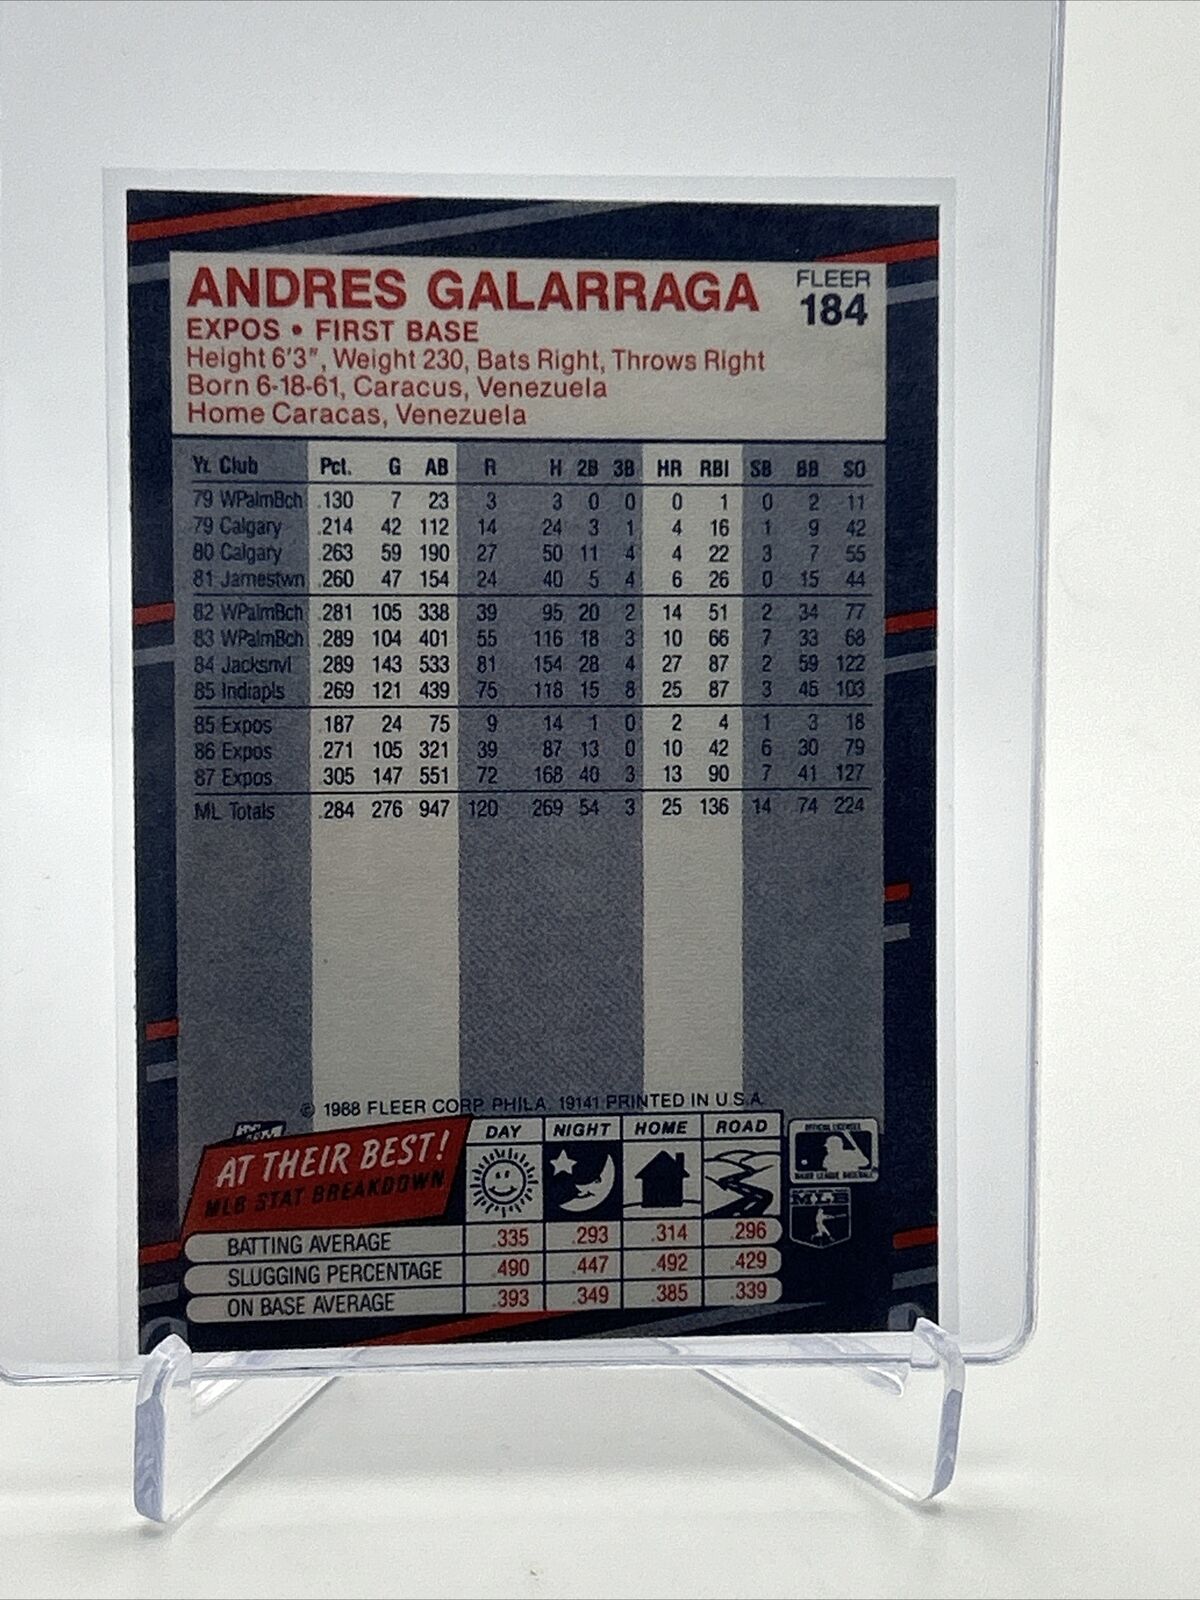 ANDRES GALARRAGA
FLEER
184
EXPOS • FIRST BASE
Height 6'3", Weight 230, Bats Right, Throws Right
Born 6-18-61, Caracus, Venezuela
Home Caracas, Venezuela
Yr. Club Pct. G AB R H 2B 3B HR RBI SB BB SO
79 WPalmBch .130 7 23 3 3 0 0 0 1 0 2 11
79 Calgary .214 42 112 14 24 3 1 4 16 1 9 42
80 Calgary .263 59 190 27 50 11 4 4 22 3 7 55
81 Jamestwn .260 47 154 24 40 5 4 6 26 0 15 44
82 WPalmBch .281 105 338 39 95 20 2 14 51 2 34 77
83 WPalmBch .289 104 401 55 116 18 3 10 66 7 33 68
84 Jacksnvl .289 143 533 81 154 28 4 27 87 2 59 122
85 Indiapls .269 121 439 75 118 15 8 25 87 3 45 103
85 Expos .187 24 75 9 14 1 0 2 4 1 3 18
86 Expos .271 105 321 39 87 13 0 10 42 6 30 79
87 Expos .305 147 551 72 168 40 3 13 90 7 41 127
ML Totals .284 276 947 120 269 54 3 25 136 14 74 224
© 1988 FLEER CORP. PHILA. 19141 PRINTED IN U.S.A.
AT THEIR BEST!
MLB STAT BREAKDOWN
DAY NIGHT HOME ROAD
BATTING AVERAGE .335 .293 .314 .296
SLUGGING PERCENTAGE .490 .447 .492 .429
ON BASE AVERAGE .393 .349 .385 .339
OFFICIAL LICENSEE
MAJOR LEAGUE BASEBALL
MLB